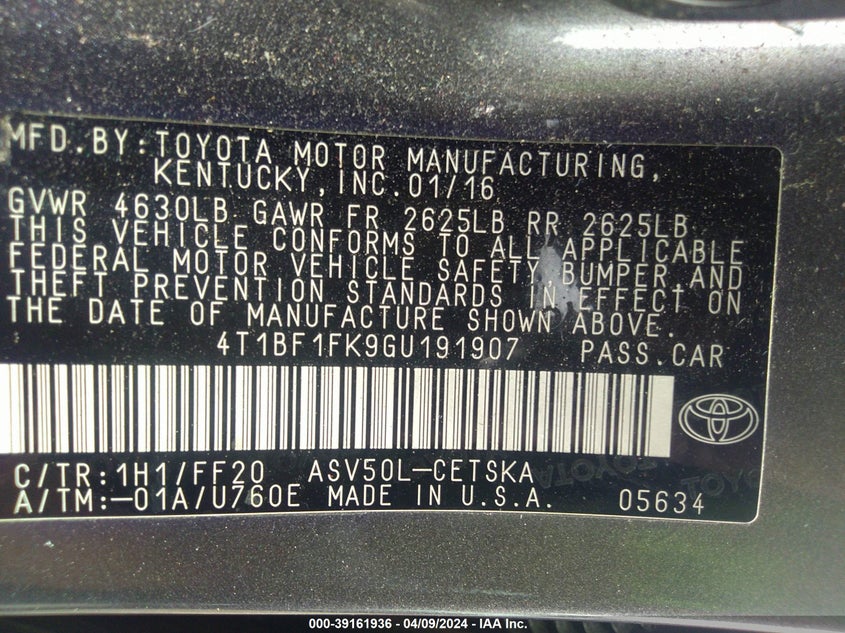 MFD.BY:TOYOTA MOTOR MANUFACTURING,
KENTUCKY,INC.01/16
GVWR 4630LB GAWR FR 2625LB RR 2625LB
THIS VEHICLE CONFORMS TO ALL APPLICABLE
FEDERAL MOTOR VEHICLE SAFETY,BUMPER,AND
THEFT PREVENTION STANDARDS IN EFFECT ON
THE DATE OF MANUFACTURE SHOWN ABOVE.
4T1BF1FK9GU191907 PASS.CAR
C/TR:1H1/FF20 ASV50L-CETSKA
A/TM:-01A/U760E MADE IN U.S.A. 05634
TOYOTA
TOYO
000-39161936 - 04/09/2024 - IAA Inc.